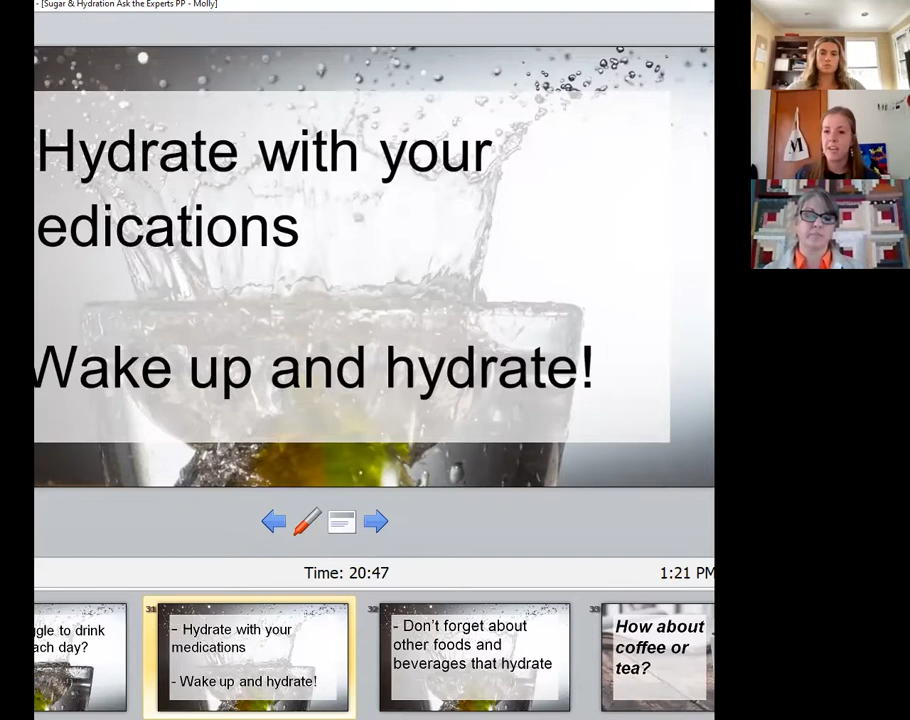 - [Sugar & Hydration Ask the Experts PP - Molly]
Hydrate with your
edications
Wake up and hydrate!
M
Time: 20:47
1:21 PM
ggle to drink
ach day?
31
- Hydrate with your
medications
- Wake up and hydrate!
32
- Don't forget about
other foods and
beverages that hydrate
33
How about
coffee or
tea?